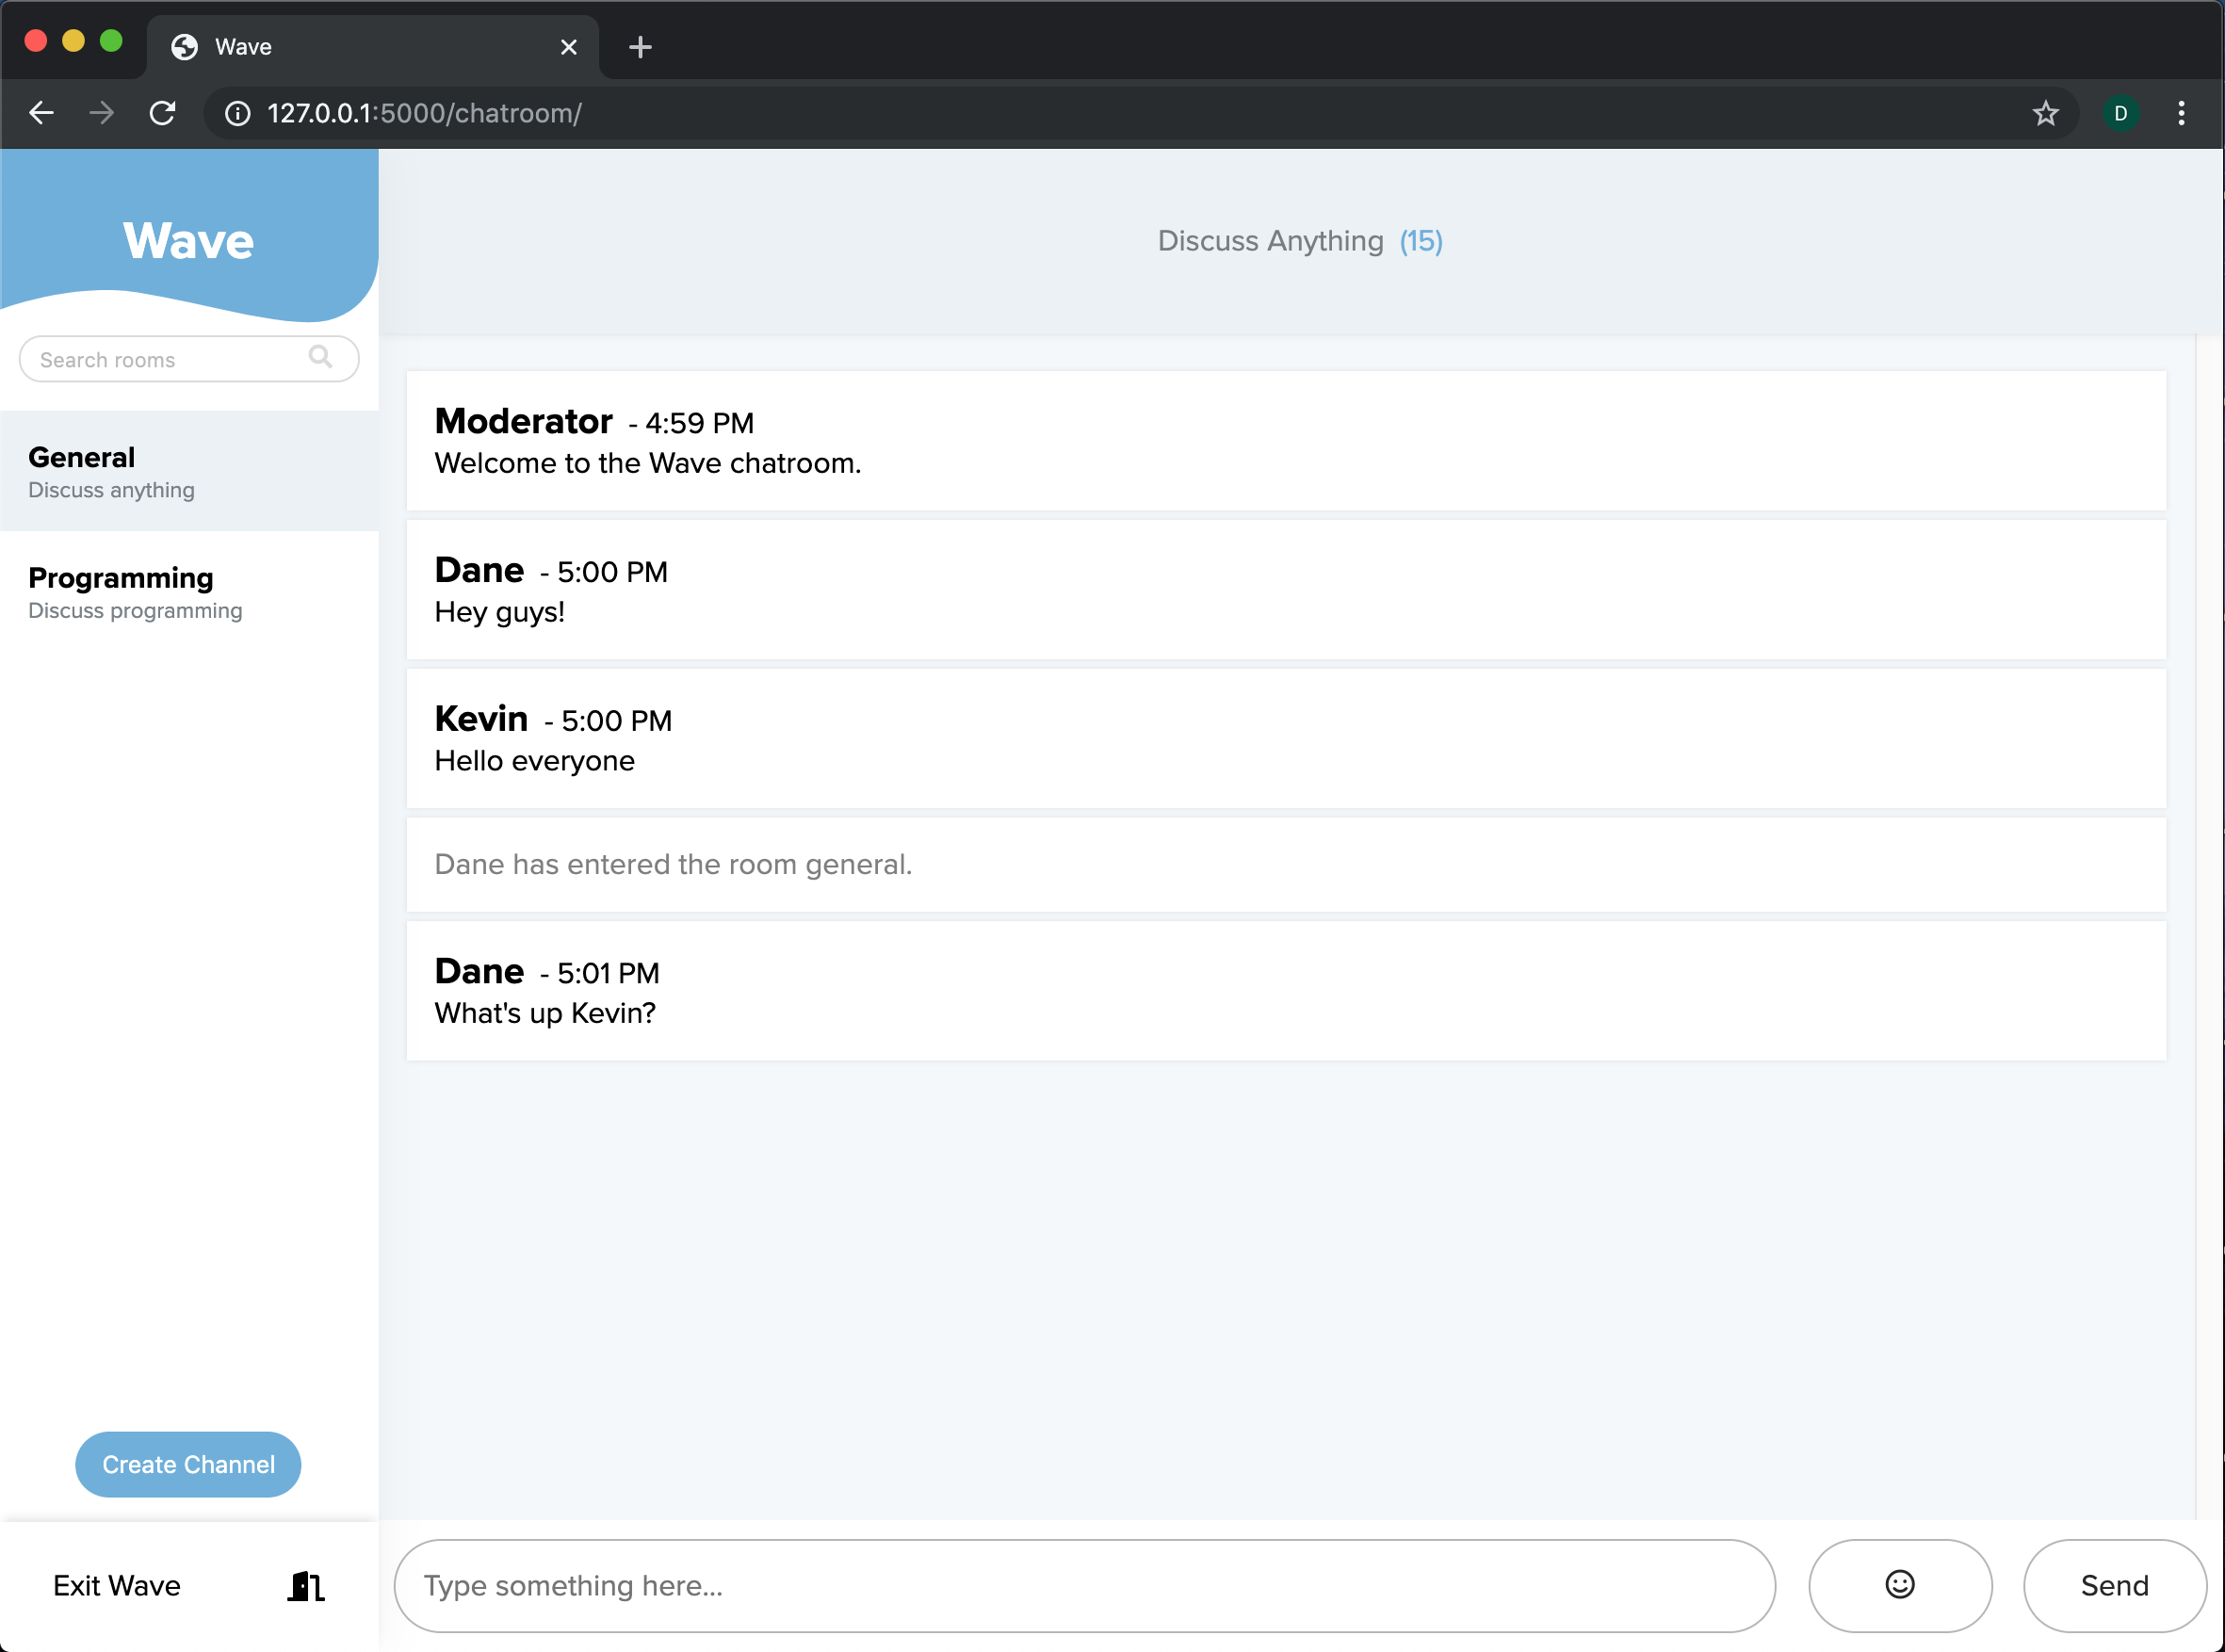 Wave
127.0.0.1:5000/chatroom/
D
Wave
Search rooms
General
Discuss anything
Programming
Discuss programming
Create Channel
Exit Wave
Discuss Anything (15)
Moderator - 4:59 PM
Welcome to the Wave chatroom.
Dane - 5:00 PM
Hey guys!
Kevin - 5:00 PM
Hello everyone
Dane has entered the room general.
Dane - 5:01 PM
What's up Kevin?
Type something here...
Send